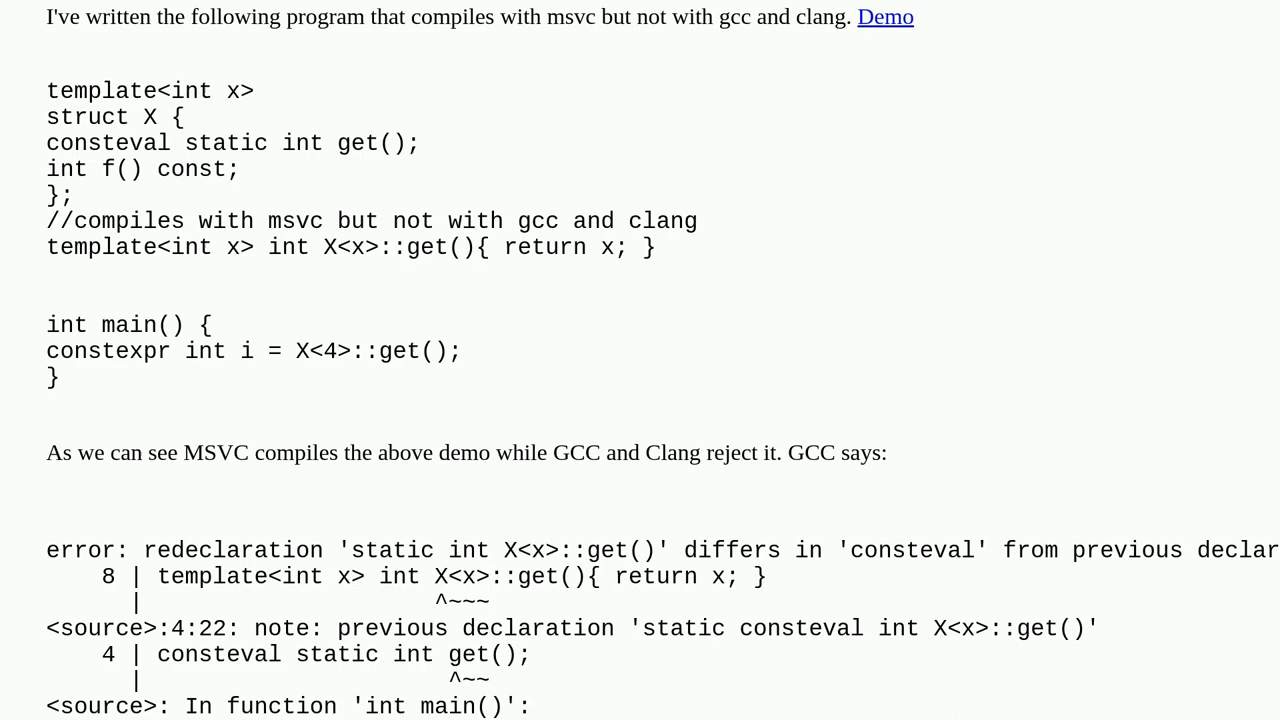 I've written the following program that compiles with msvc but not with gcc and clang. Demo
template<int x>
struct X {
consteval static int get();
int f() const;
};
//compiles with msvc but not with gcc and clang
template<int x> int X<x>::get(){ return x; }
int main() {
constexpr int i = X<4>::get();
}
As we can see MSVC compiles the above demo while GCC and Clang reject it. GCC says:
error: redeclaration 'static int X<x>::get()' differs in 'consteval' from previous declar
    8 | template<int x> int X<x>::get(){ return x; }
      |                     ^~~~
<source>:4:22: note: previous declaration 'static consteval int X<x>::get()'
    4 | consteval static int get();
      |                      ^~~
<source>: In function 'int main()':